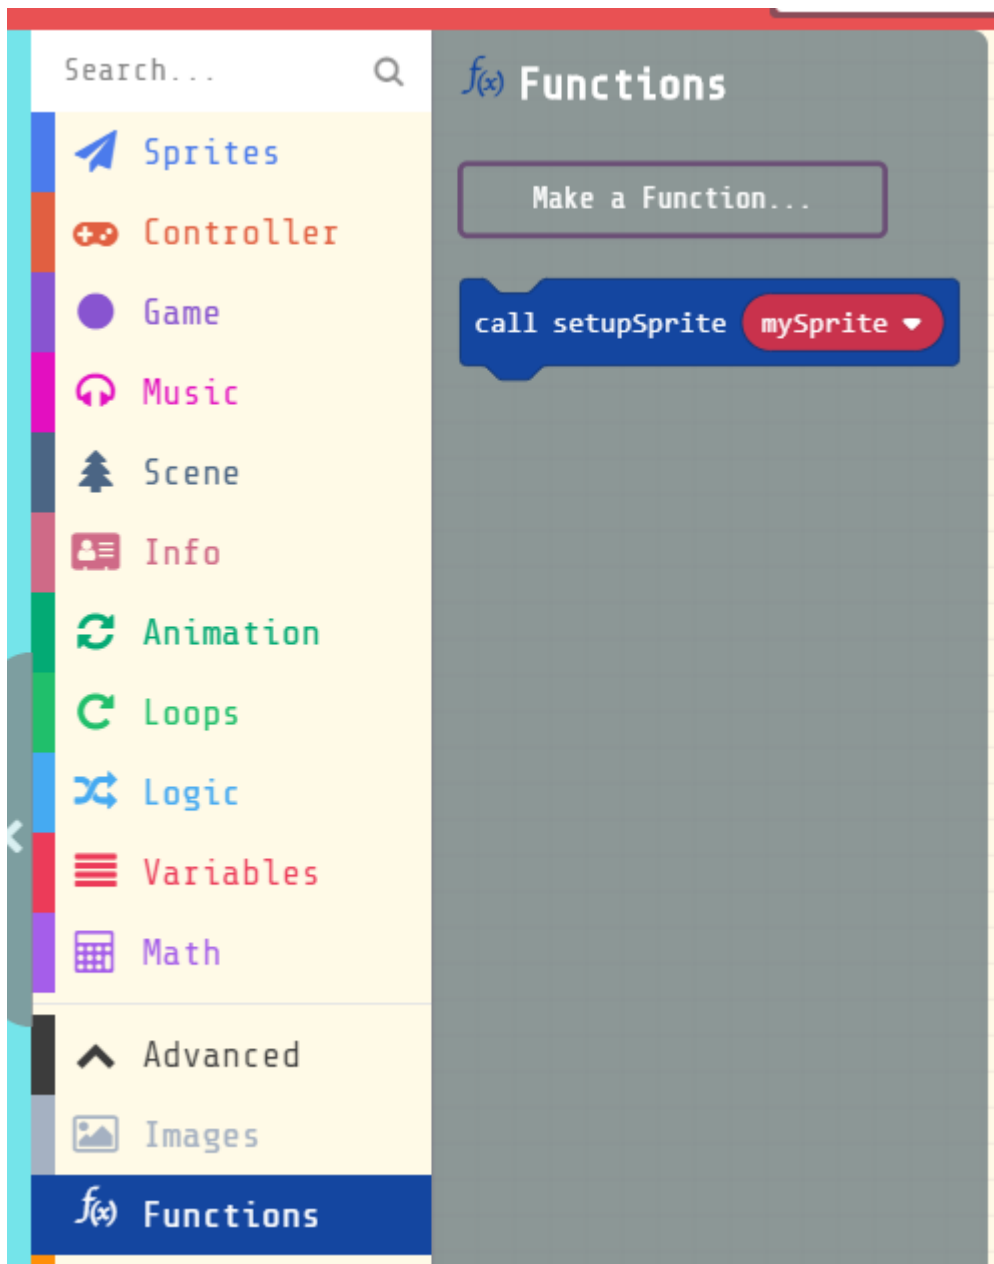 Search...
Sprites
Controller
Game
Music
Scene
Info
Animation
Loops
Logic
Variables
Math
Advanced
Images
f(x) Functions
f(x) Functions
Make a Function...
call setupSprite mySprite